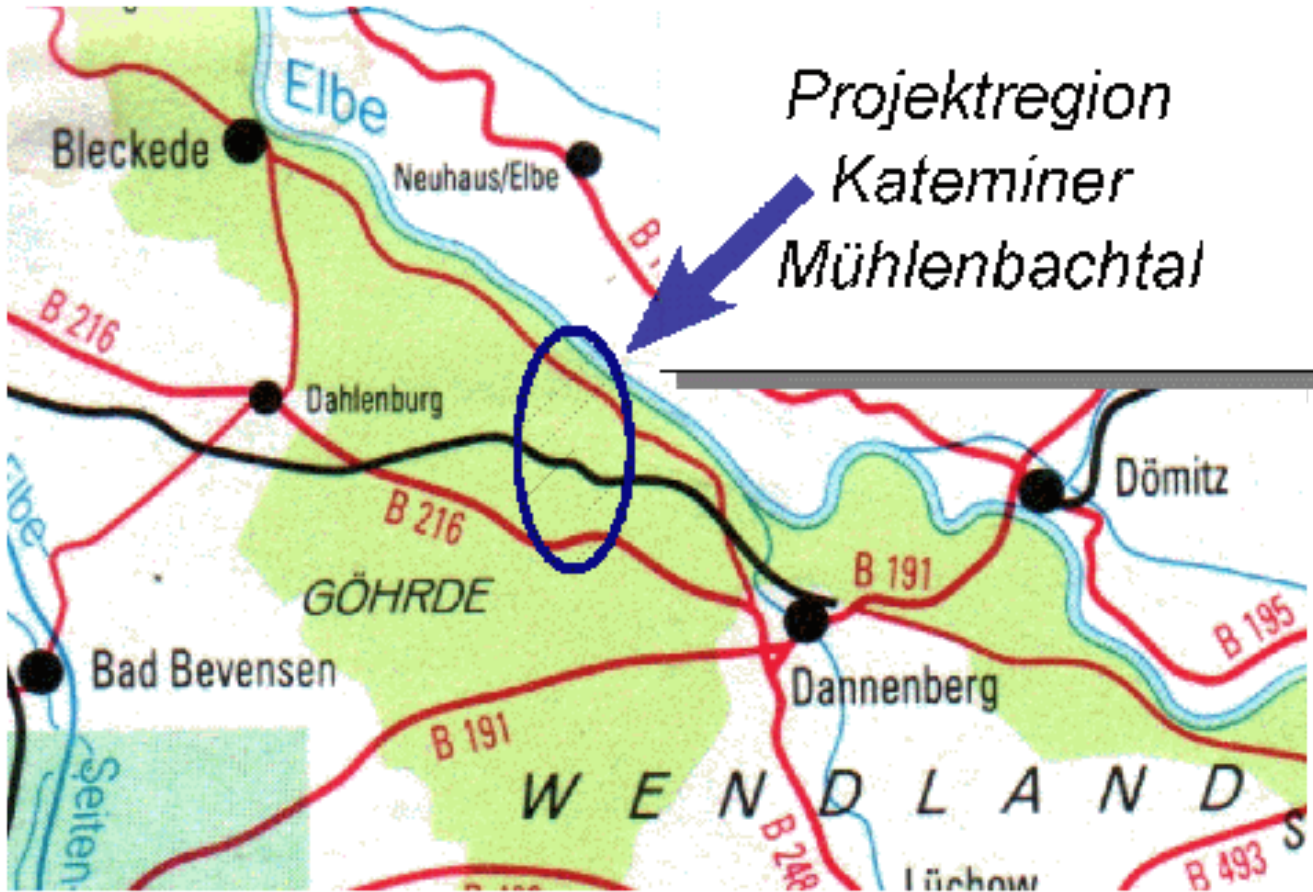 Projektregion
Kateminer
Mühlenbachtal
Elbe
Bleckede
Neuhaus/Elbe
B
B 216
Dahlenburg
Dömitz
B 216
B 191
GÖHRDE
B 195
Bad Bevensen
Dannenberg
B 191
WENDLAND
Seiten-
B 248
Lüchow
B 493
S